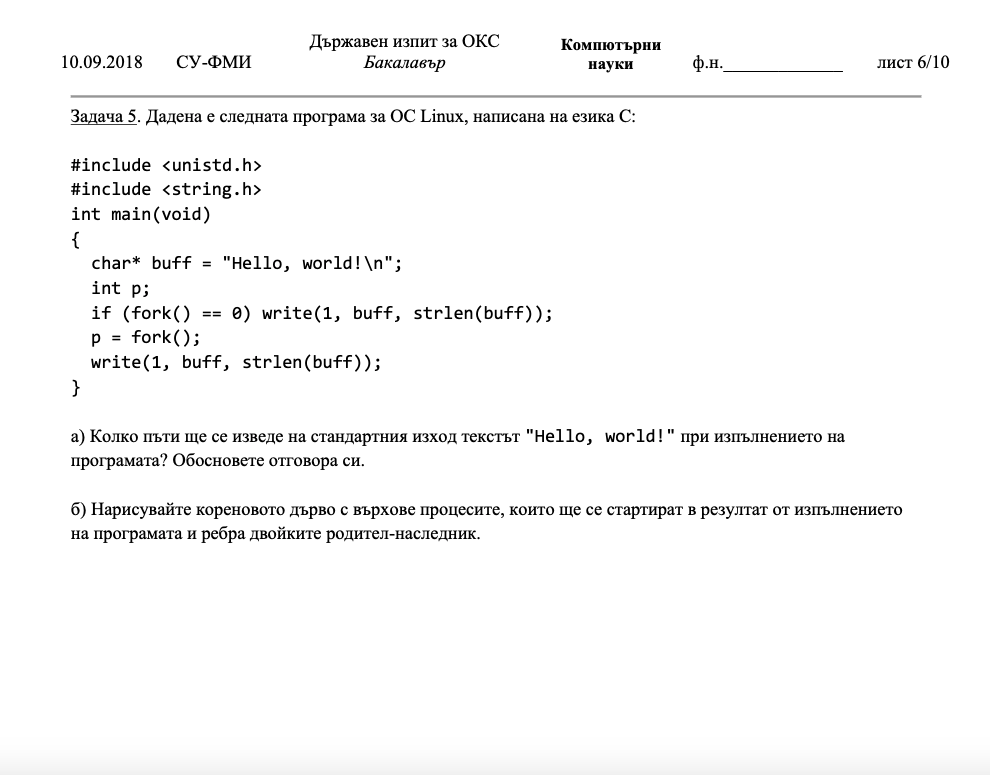 Държавен изпит за ОКС
Бакалавър
Компютърни
науки
10.09.2018 СУ-ФМИ ф.н.______________ лист 6/10
Задача 5. Дадена е следната програма за ОС Linux, написана на езика С:
#include <unistd.h>
#include <string.h>
int main(void)
{
  char* buff = "Hello, world!\n";
  int p;
  if (fork() == 0) write(1, buff, strlen(buff));
  p = fork();
  write(1, buff, strlen(buff));
}
а) Колко пъти ще се изведе на стандартния изход текстът "Hello, world!" при изпълнението на
програмата? Обосновете отговора си.
б) Нарисувайте кореновото дърво с върхове процесите, които ще се стартират в резултат от изпълнението
на програмата и ребра двойките родител-наследник.